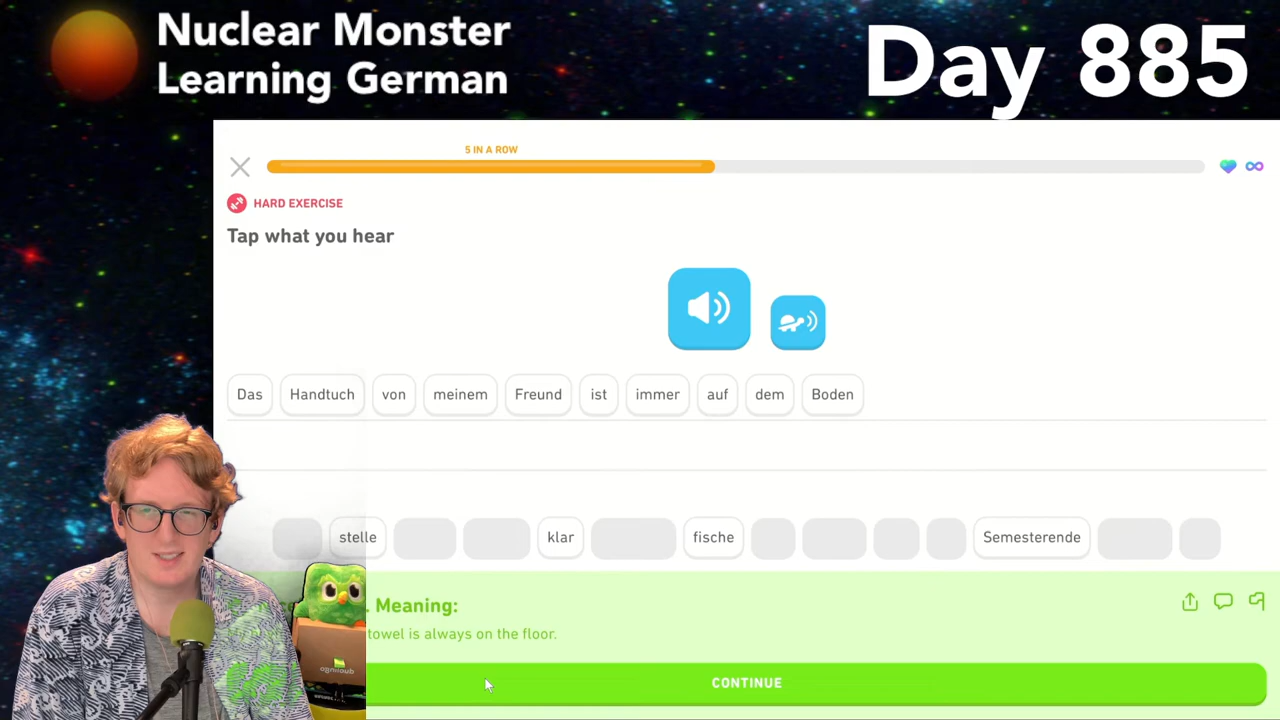 Nuclear Monster
Learning German
Day 885
5 IN A ROW
HARD EXERCISE
Tap what you hear
Das Handtuch von meinem Freund ist immer auf dem Boden
stelle klar fische Semesterende
. Meaning:
towel is always on the floor.
CONTINUE